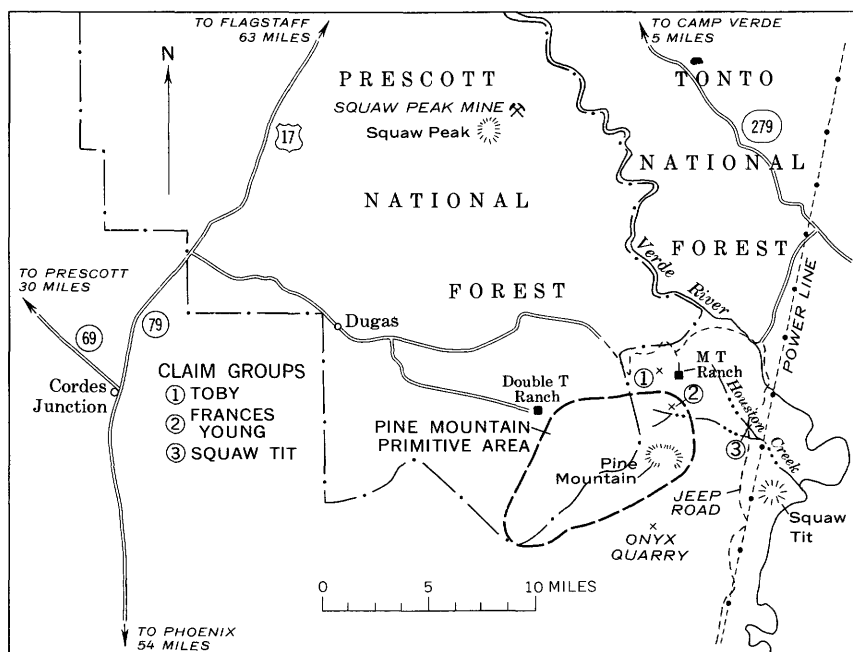 TO FLAGSTAFF
63 MILES
TO CAMP VERDE
5 MILES
N
PRESCOTT
TONTO
SQUAW PEAK MINE
Squaw Peak
17
279
NATIONAL
NATIONAL
FOREST
Verde River
TO PRESCOTT
30 MILES
FOREST
POWER LINE
69
79
Dugas
Cordes
Junction
CLAIM GROUPS
1 TOBY
2 FRANCES
YOUNG
3 SQUAW TIT
Double T
Ranch
1
M T
Ranch
2
Houston Creek
PINE MOUNTAIN
PRIMITIVE AREA
3
Pine
Mountain
JEEP
ROAD
Squaw
Tit
ONYX
QUARRY
0 5 10 MILES
TO PHOENIX
54 MILES